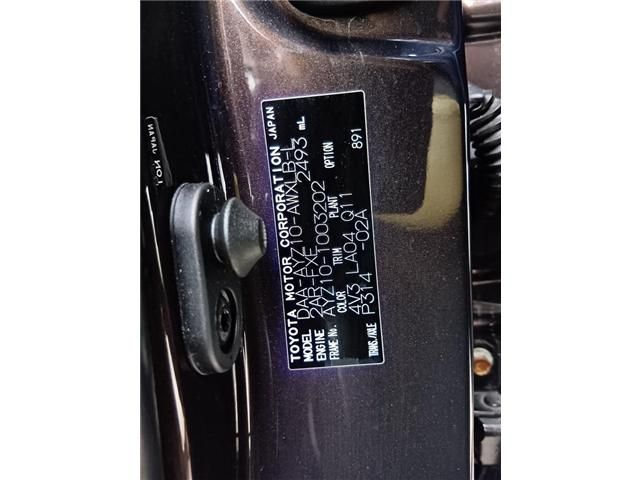 TOYOTA MOTOR CORPORATION JAPAN
MODEL DAA-AYZ10-AWXLB-L
ENGINE 2AR-FXE 2493 mL
FRAME No. AYZ10-1003202
COLOR TRIM PLANT OPTION
4V3 LA04 Q11 891
TRANS./AXLE P314 -02A